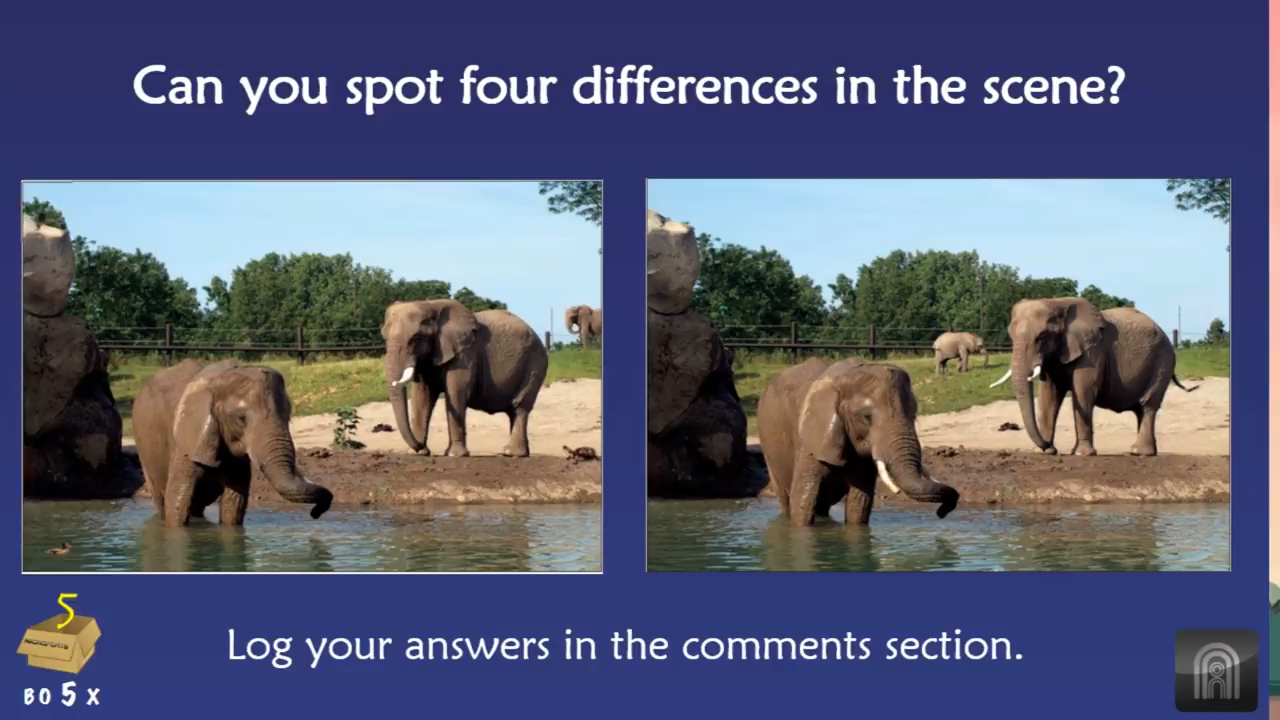 Can you spot four differences in the scene?
5
Log your answers in the comments section.
BO5X